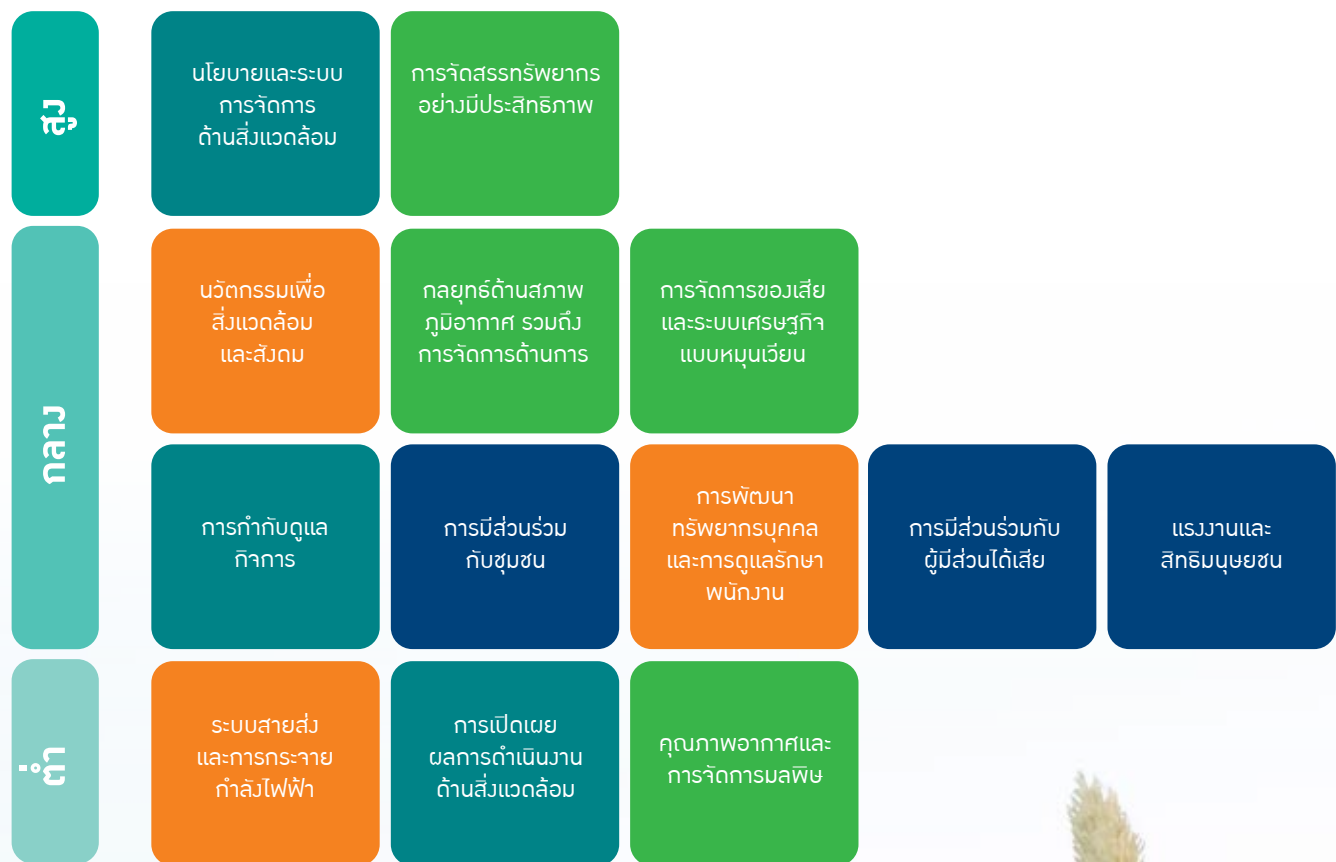 สูง
นโยบายและระบบ
การจัดการ
ด้านสิ่งแวดล้อม
การจัดสรรทรัพยากร
อย่างมีประสิทธิภาพ
กลาง
นวัตกรรมเพื่อ
สิ่งแวดล้อม
และสังดม
กลยุทธ์ด้านสภาพ
ภูมิอากาศ รวมถึง
การจัดการด้านการ
การจัดการของเสีย
และระบบเศรษฐกิจ
แบบหมุนเวียน
การกำกับดูแล
กิจการ
การมีส่วนร่วม
กับชุมชน
การพัฒนา
ทรัพยากรบุคคล
และการดูแลรักษา
พนักงาน
การมีส่วนร่วมกับ
ผู้มีส่วนได้เสีย
แรงงานและ
สิทธิมนุษยชน
ต่ำ
ระบบสายส่ง
และการกระจาย
กำลังไฟฟ้า
การเปิดเผย
ผลการดำเนินงาน
ด้านสิ่งแวดล้อม
คุณภาพอากาศและ
การจัดการมลพิษ